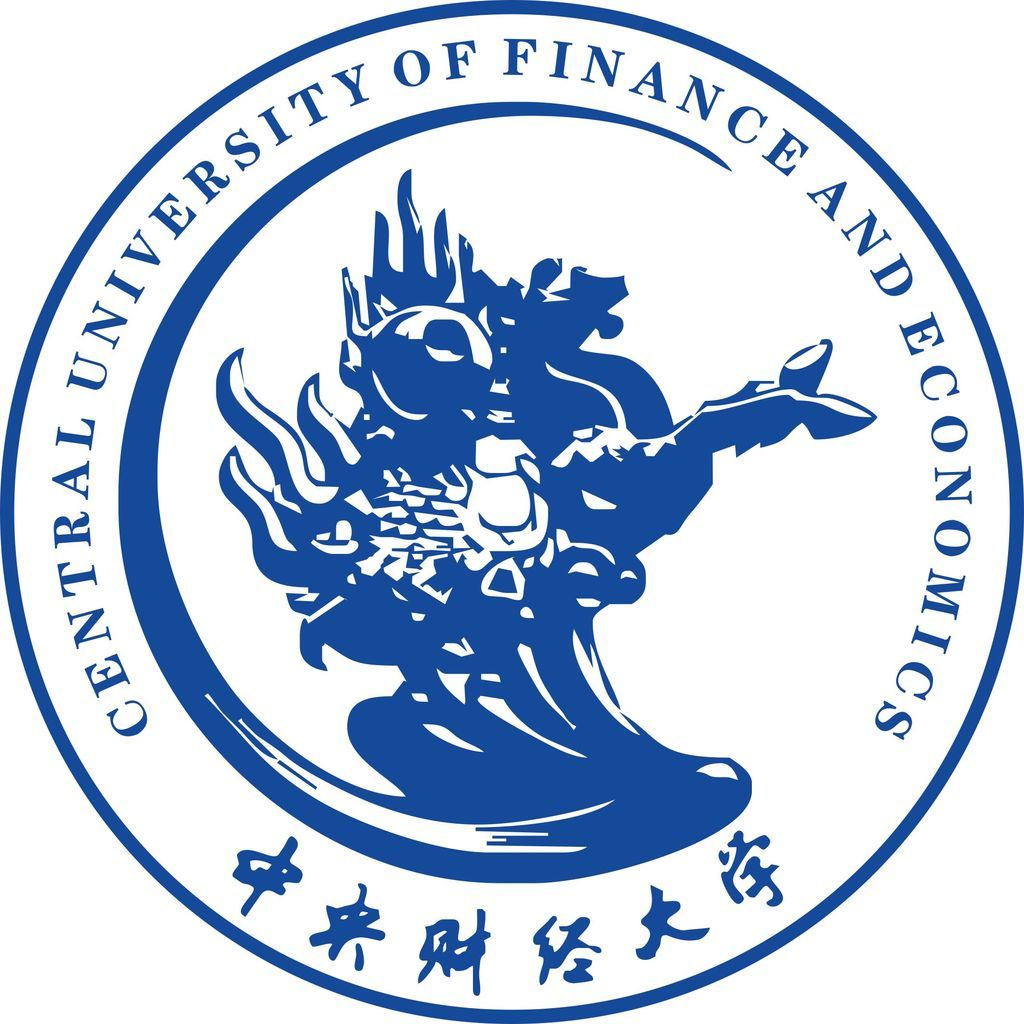 CENTRAL UNIVERSITY OF FINANCE AND ECONOMICS
中央财经大学